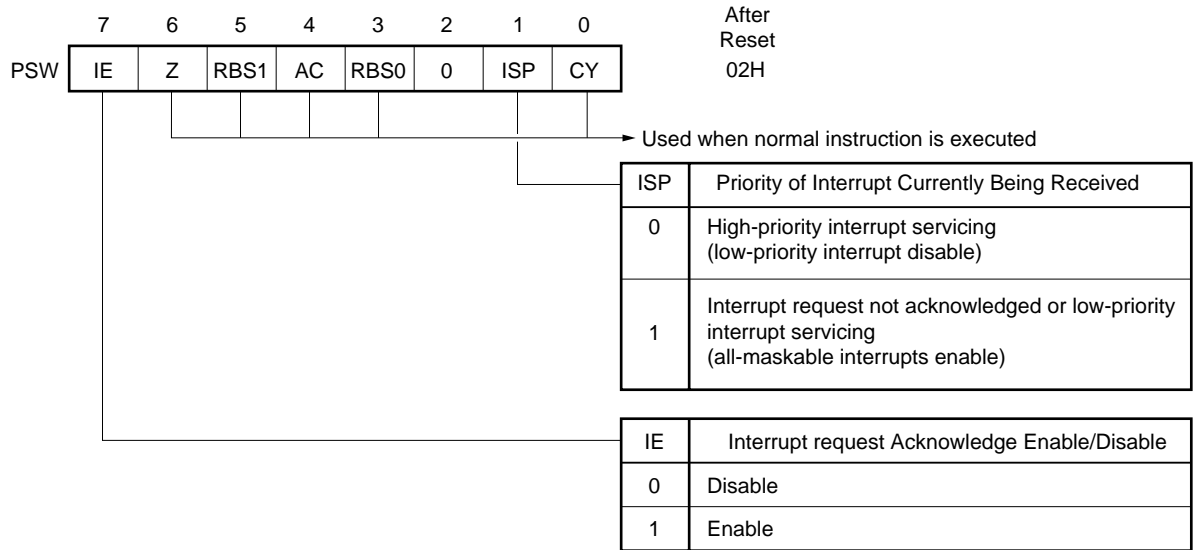 7 6 5 4 3 2 1 0 After
Reset
PSW IE Z RBS1 AC RBS0 0 ISP CY 02H
Used when normal instruction is executed
ISP Priority of Interrupt Currently Being Received
0 High-priority interrupt servicing
(low-priority interrupt disable)
1 Interrupt request not acknowledged or low-priority
interrupt servicing
(all-maskable interrupts enable)
IE Interrupt request Acknowledge Enable/Disable
0 Disable
1 Enable